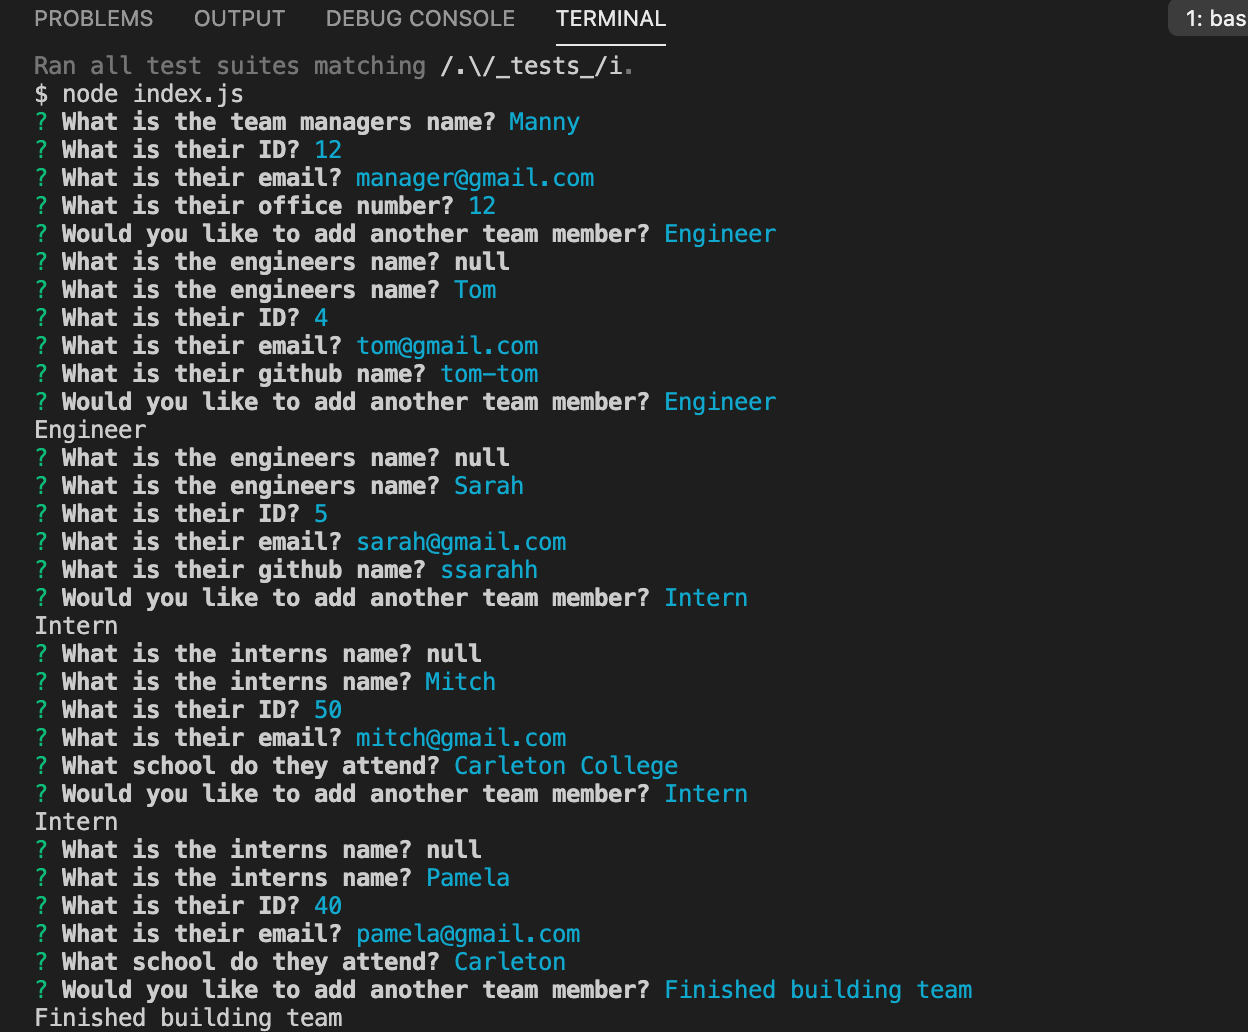 PROBLEMS OUTPUT DEBUG CONSOLE TERMINAL 1: bas
Ran all test suites matching /.\/_tests_/i.
$ node index.js
? What is the team managers name? Manny
? What is their ID? 12
? What is their email? manager@gmail.com
? What is their office number? 12
? Would you like to add another team member? Engineer
? What is the engineers name? null
? What is the engineers name? Tom
? What is their ID? 4
? What is their email? tom@gmail.com
? What is their github name? tom-tom
? Would you like to add another team member? Engineer
Engineer
? What is the engineers name? null
? What is the engineers name? Sarah
? What is their ID? 5
? What is their email? sarah@gmail.com
? What is their github name? ssarahh
? Would you like to add another team member? Intern
Intern
? What is the interns name? null
? What is the interns name? Mitch
? What is their ID? 50
? What is their email? mitch@gmail.com
? What school do they attend? Carleton College
? Would you like to add another team member? Intern
Intern
? What is the interns name? null
? What is the interns name? Pamela
? What is their ID? 40
? What is their email? pamela@gmail.com
? What school do they attend? Carleton
? Would you like to add another team member? Finished building team
Finished building team